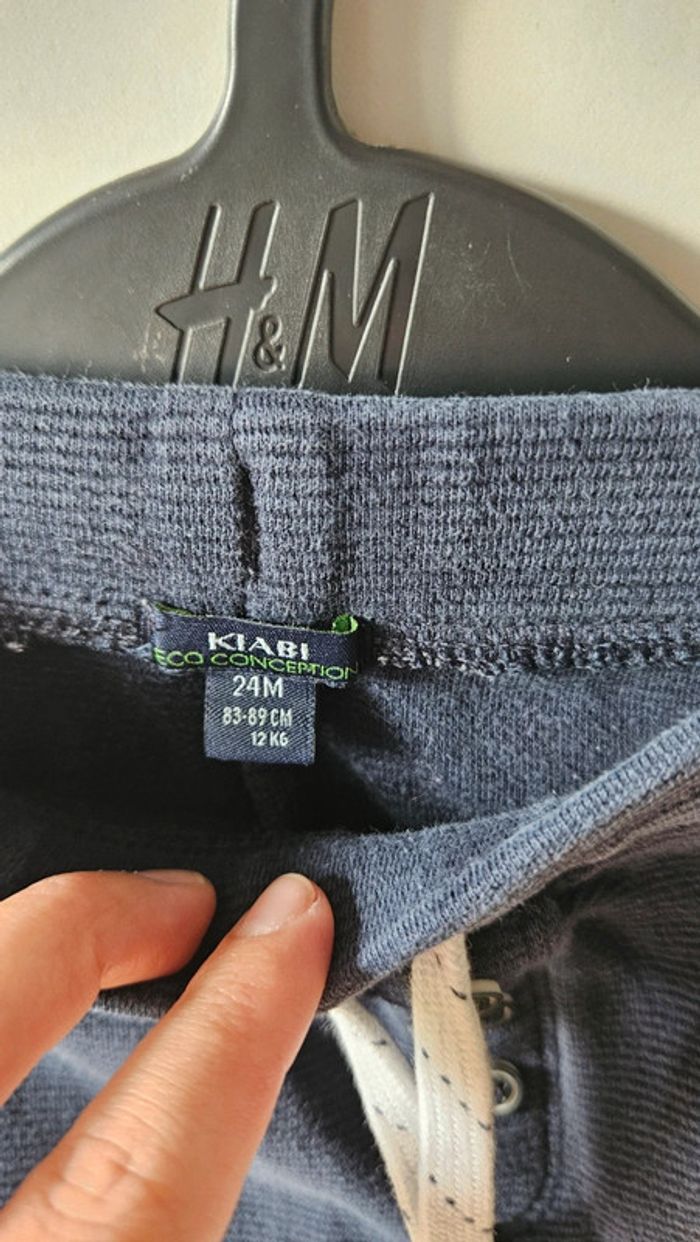 H&M
KIABI
ECO CONCEPTION
24M
83-89 CM
12 KG